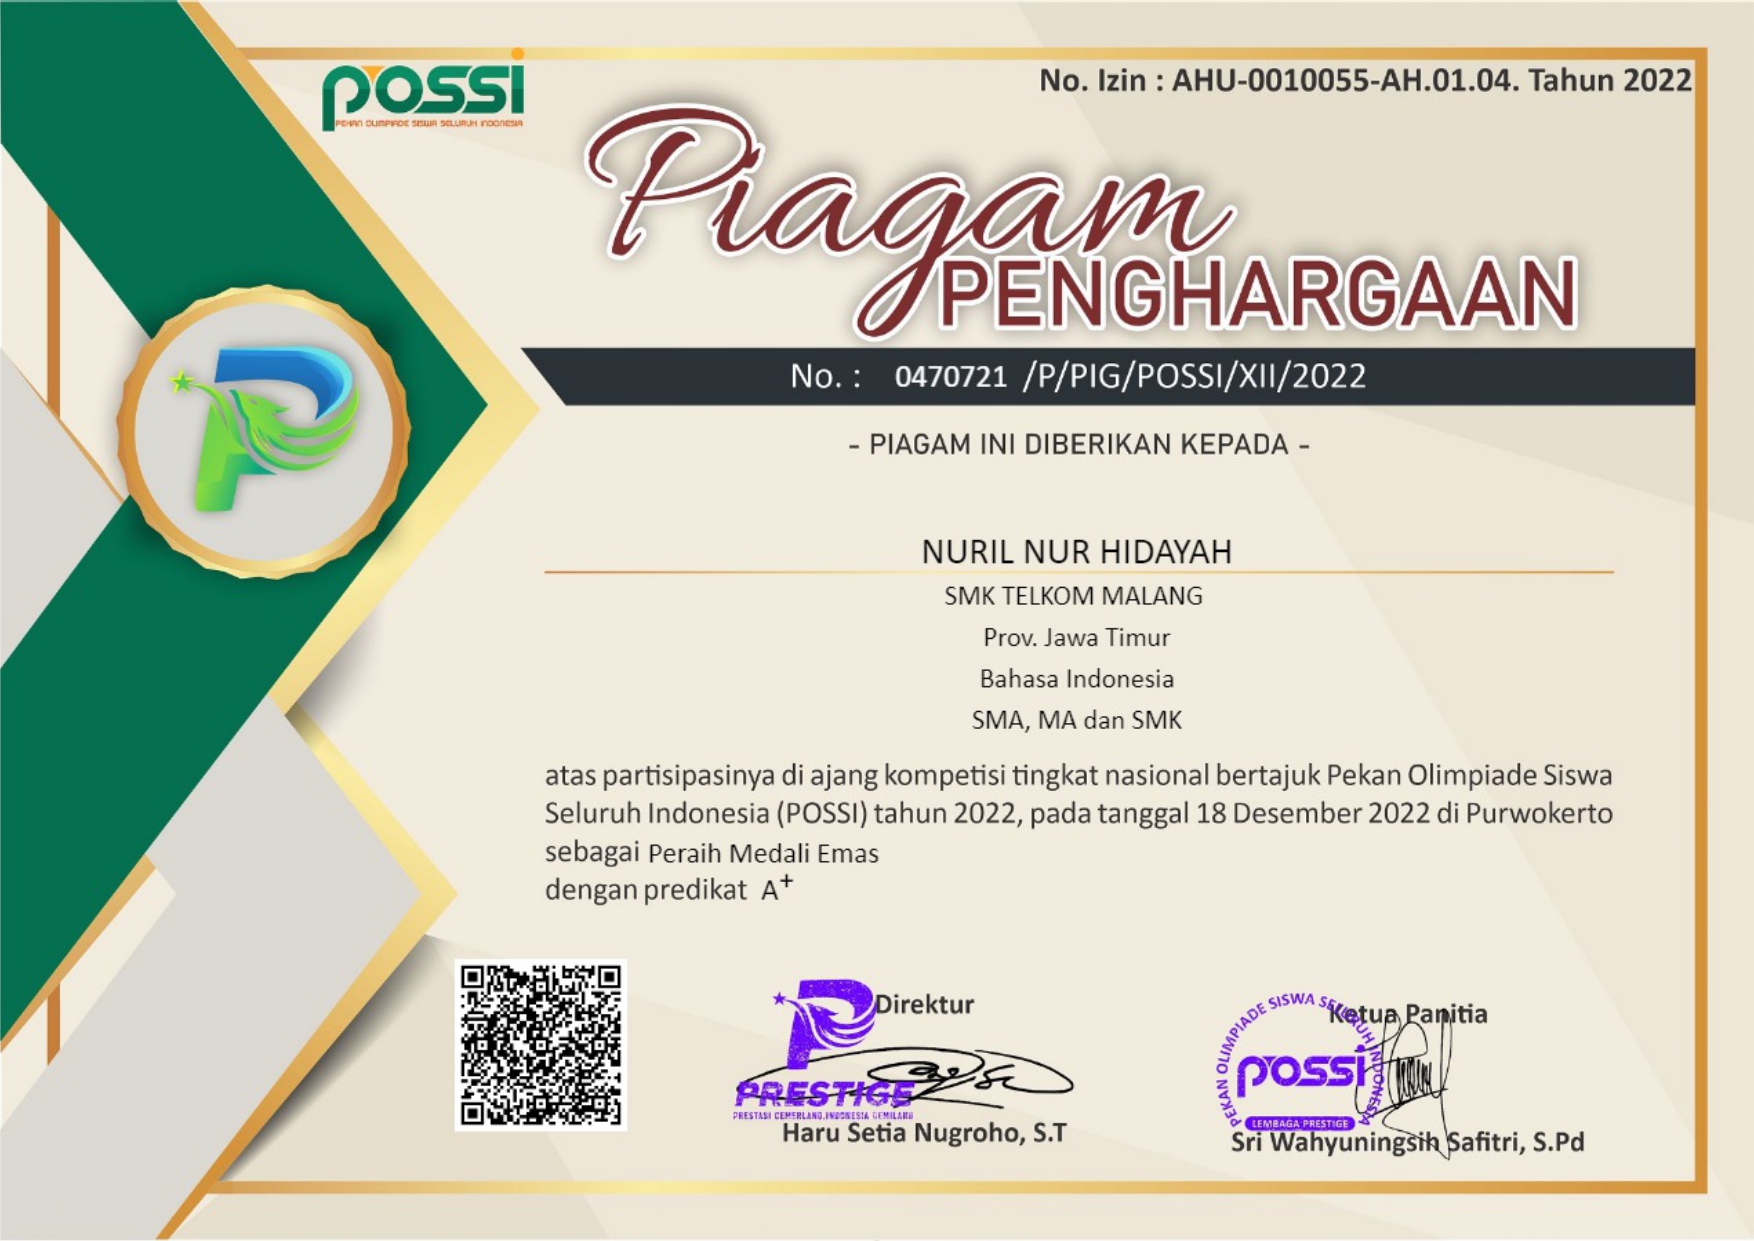 POSSI
PEKAN OLIMPIADE SISWA SELURUH INDONESIA
No. Izin : AHU-0010055-AH.01.04. Tahun 2022
Piagam
PENGHARGAAN
No. : 0470721 /P/PIG/POSSI/XII/2022
- PIAGAM INI DIBERIKAN KEPADA -
NURIL NUR HIDAYAH
SMK TELKOM MALANG
Prov. Jawa Timur
Bahasa Indonesia
SMA, MA dan SMK
atas partisipasinya di ajang kompetisi tingkat nasional bertajuk Pekan Olimpiade Siswa
Seluruh Indonesia (POSSI) tahun 2022, pada tanggal 18 Desember 2022 di Purwokerto
sebagai Peraih Medali Emas
dengan predikat A+
Direktur
PRESTIGE
PRESTASI CEMERLANG, INDONESIA GEMILANG
Haru Setia Nugroho, S.T
Ketua Panitia
PEKAN OLIMPIADE SISWA SELURUH INDONESIA
POSSI
LEMBAGA PRESTIGE
Sri Wahyuningsih Safitri, S.Pd